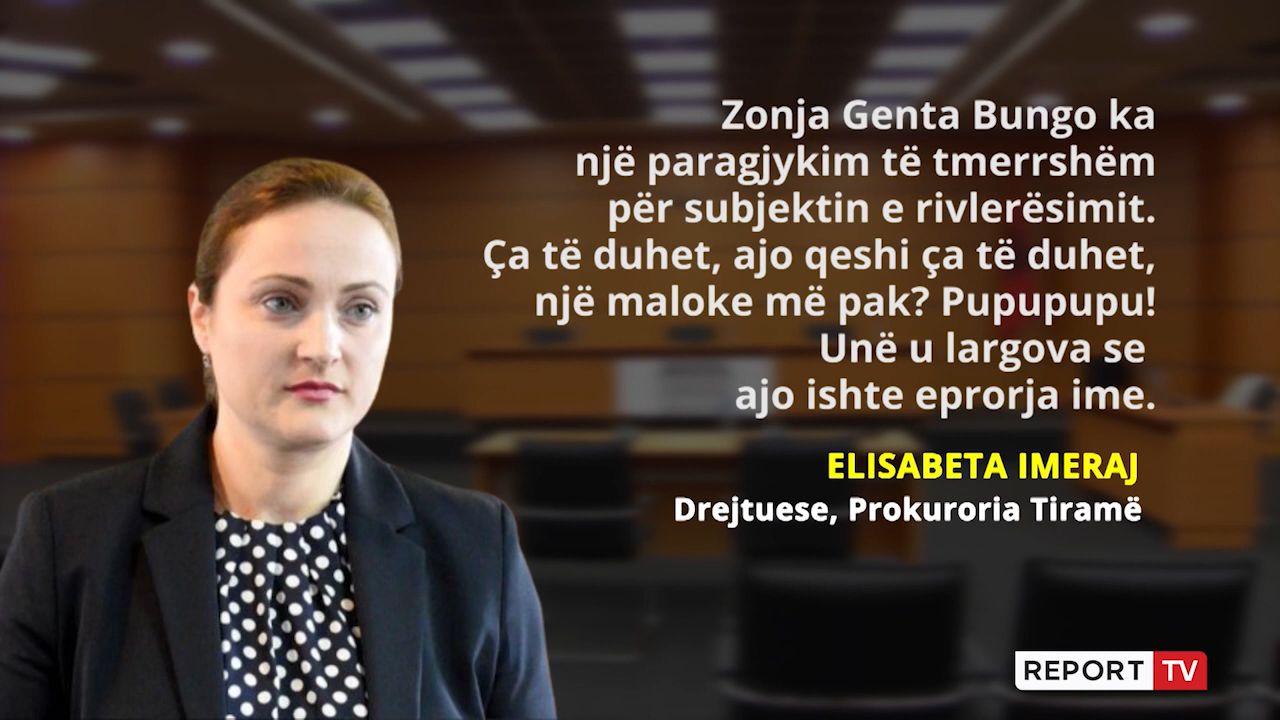 Zonja Genta Bungo ka
një paragjykim të tmerrshëm
për subjektin e rivlerësimit.
Ça të duhet, ajo qeshi ça të duhet,
një maloke më pak? Pupupupu!
Unë u largova se
ajo ishte eprorja ime.
ELISABETA IMERAJ
Drejtuese, Prokuroria Tiramë
REPORT TV